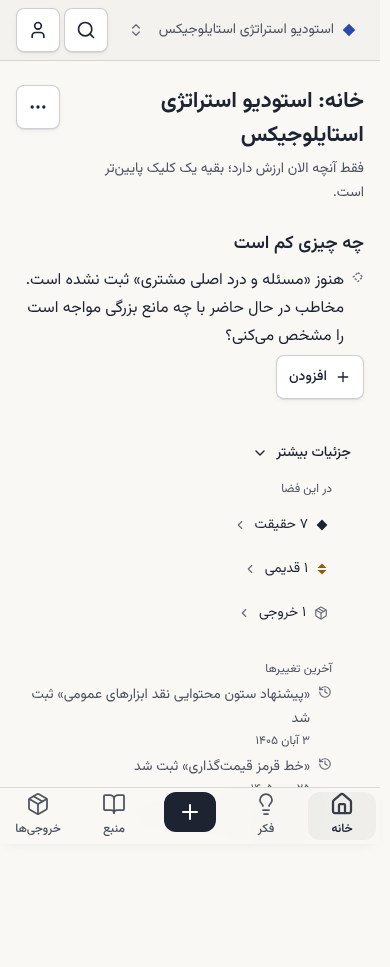 استودیو استراتژی استایلوجیکس
خانه: استودیو استراتژی
استایلوجیکس
فقط آنچه الان ارزش دارد؛ بقیه یک کلیک پایین‌تر
است.
چه چیزی کم است
هنوز «مسئله و درد اصلی مشتری» ثبت نشده است.
مخاطب در حال حاضر با چه مانع بزرگی مواجه است
را مشخص می‌کنی؟
افزودن
جزئیات بیشتر
در این فضا
۷ حقیقت
۱ قدیمی
۱ خروجی
آخرین تغییرها
«پیشنهاد ستون محتوایی نقد ابزارهای عمومی» ثبت
شد
۳ آبان ۱۴۰۵
«خط قرمز قیمت‌گذاری» ثبت شد
خانه
فکر
منبع
خروجی‌ها